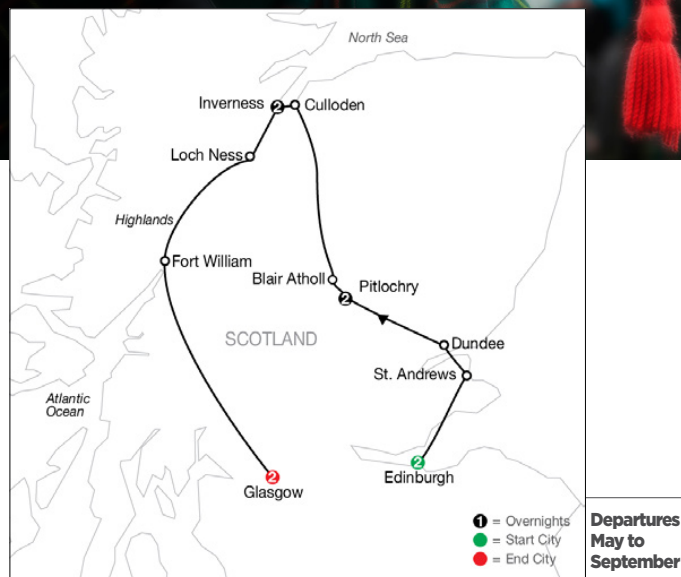 North Sea
Inverness 2 Culloden
Loch Ness
Highlands
Fort William
Blair Atholl
Pitlochry
2
SCOTLAND
Dundee
St. Andrews
Atlantic
Ocean
2
Glasgow
2
Edinburgh
1 = Overnights
= Start City
= End City
Departures
May to
September